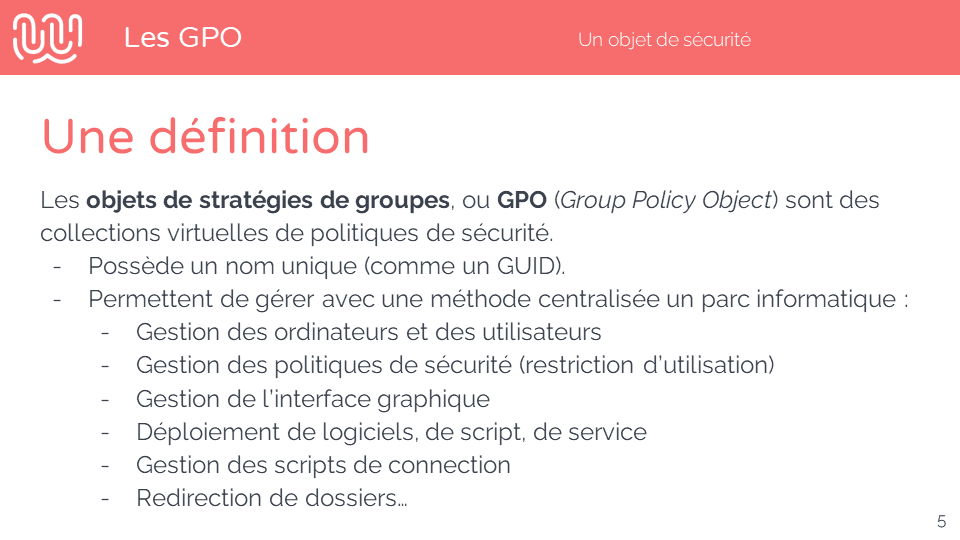 Les GPO
Un objet de sécurité
Une définition
Les objets de stratégies de groupes, ou GPO (Group Policy Object) sont des
collections virtuelles de politiques de sécurité.
- Possède un nom unique (comme un GUID).
- Permettent de gérer avec une méthode centralisée un parc informatique :
- Gestion des ordinateurs et des utilisateurs
- Gestion des politiques de sécurité (restriction d'utilisation)
- Gestion de l'interface graphique
- Déploiement de logiciels, de script, de service
- Gestion des scripts de connection
- Redirection de dossiers…
5